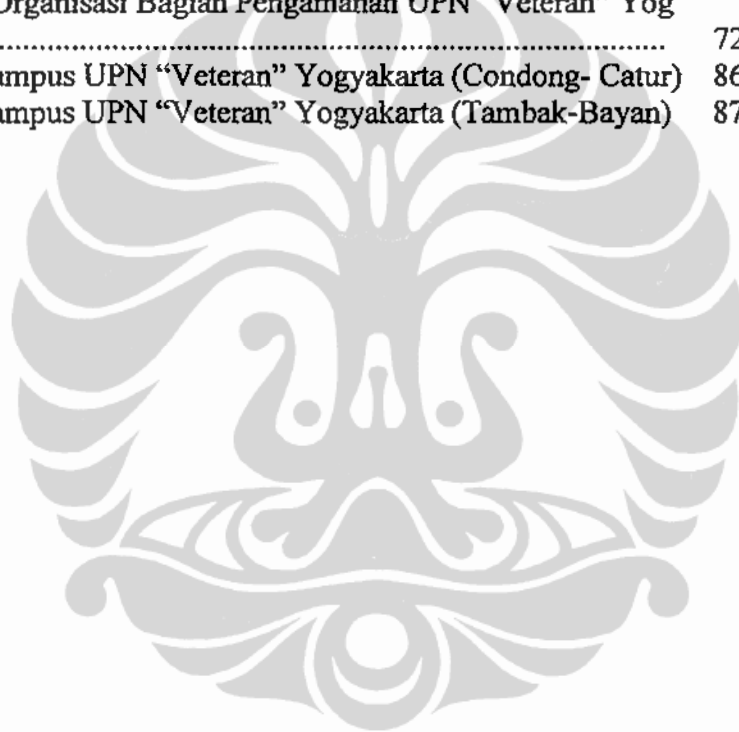 Organisasi Bagian Pengamanan UPN "Veteran" Yog
........................................................................................ 72
ampus UPN “Veteran” Yogyakarta (Condong- Catur) 86
ampus UPN “Veteran” Yogyakarta (Tambak-Bayan) 87